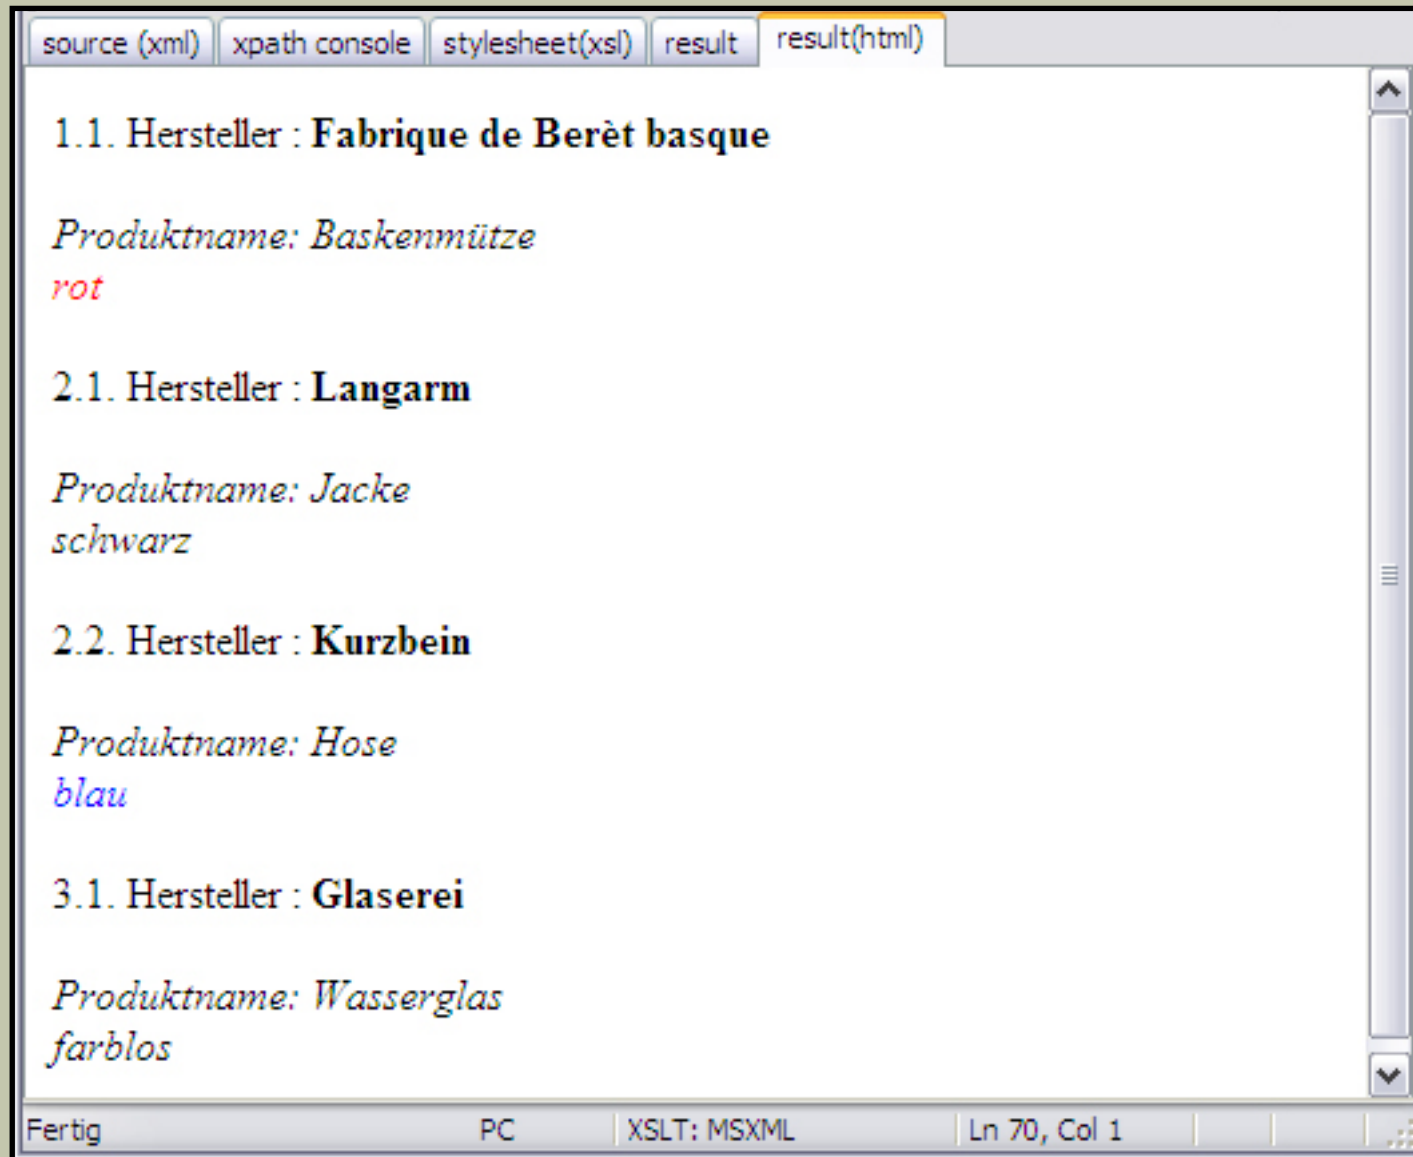 source (xml) xpath console stylesheet(xsl) result result(html)
1.1. Hersteller : Fabrique de Berèt basque
Produktname: Baskenmütze
rot
2.1. Hersteller : Langarm
Produktname: Jacke
schwarz
2.2. Hersteller : Kurzbein
Produktname: Hose
blau
3.1. Hersteller : Glaserei
Produktname: Wasserglas
farblos
Fertig PC XSLT: MSXML Ln 70, Col 1